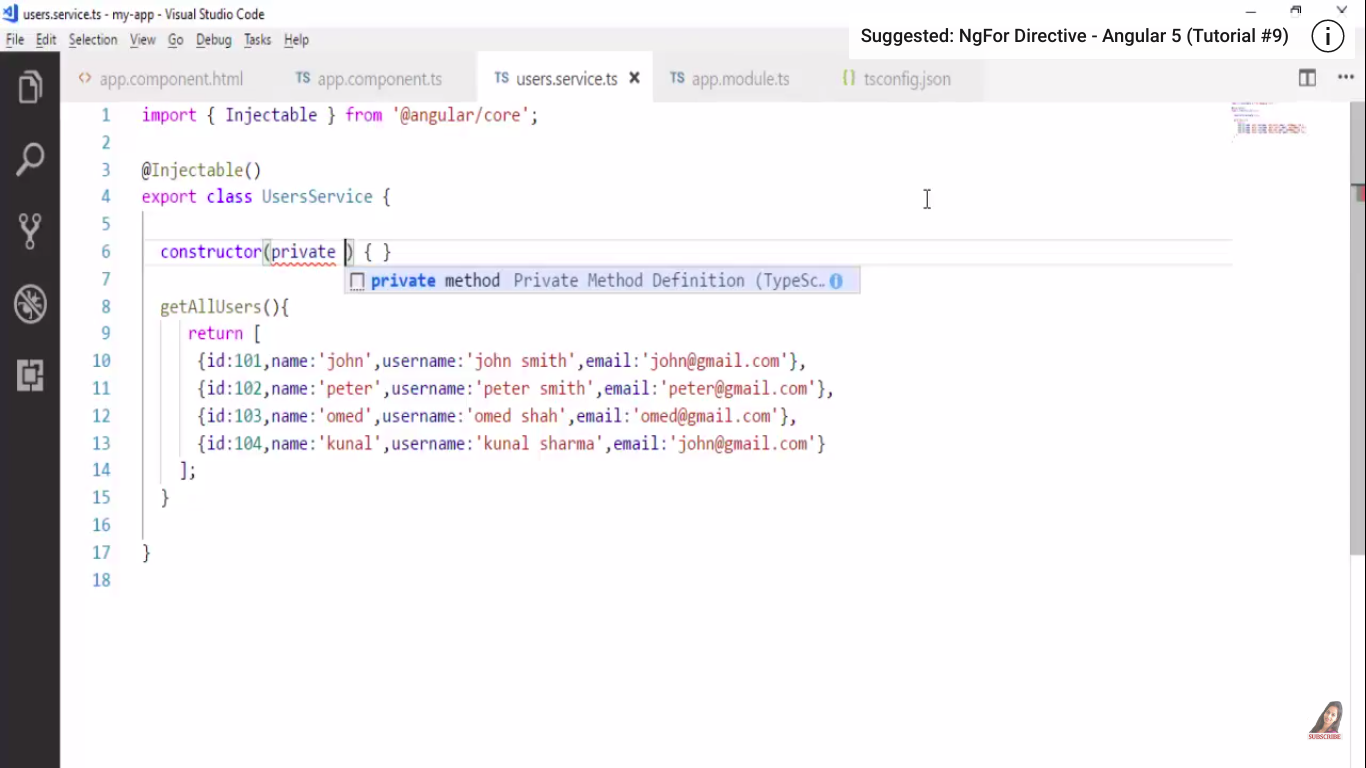 users.service.ts - my-app - Visual Studio Code
File Edit Selection View Go Debug Tasks Help
Suggested: NgFor Directive - Angular 5 (Tutorial #9)
<> app.component.html TS app.component.ts TS users.service.ts TS app.module.ts {} tsconfig.json
1 import { Injectable } from '@angular/core';
2
3 @Injectable()
4 export class UsersService {
5
6 constructor(private ) { }
private method Private Method Definition (TypeSc..
7
8 getAllUsers(){
9 return [
10 {id:101,name:'john',username:'john smith',email:'john@gmail.com'},
11 {id:102,name:'peter',username:'peter smith',email:'peter@gmail.com'},
12 {id:103,name:'omed',username:'omed shah',email:'omed@gmail.com'},
13 {id:104,name:'kunal',username:'kunal sharma',email:'john@gmail.com'}
14 ];
15 }
16
17 }
18
SUBSCRIBE